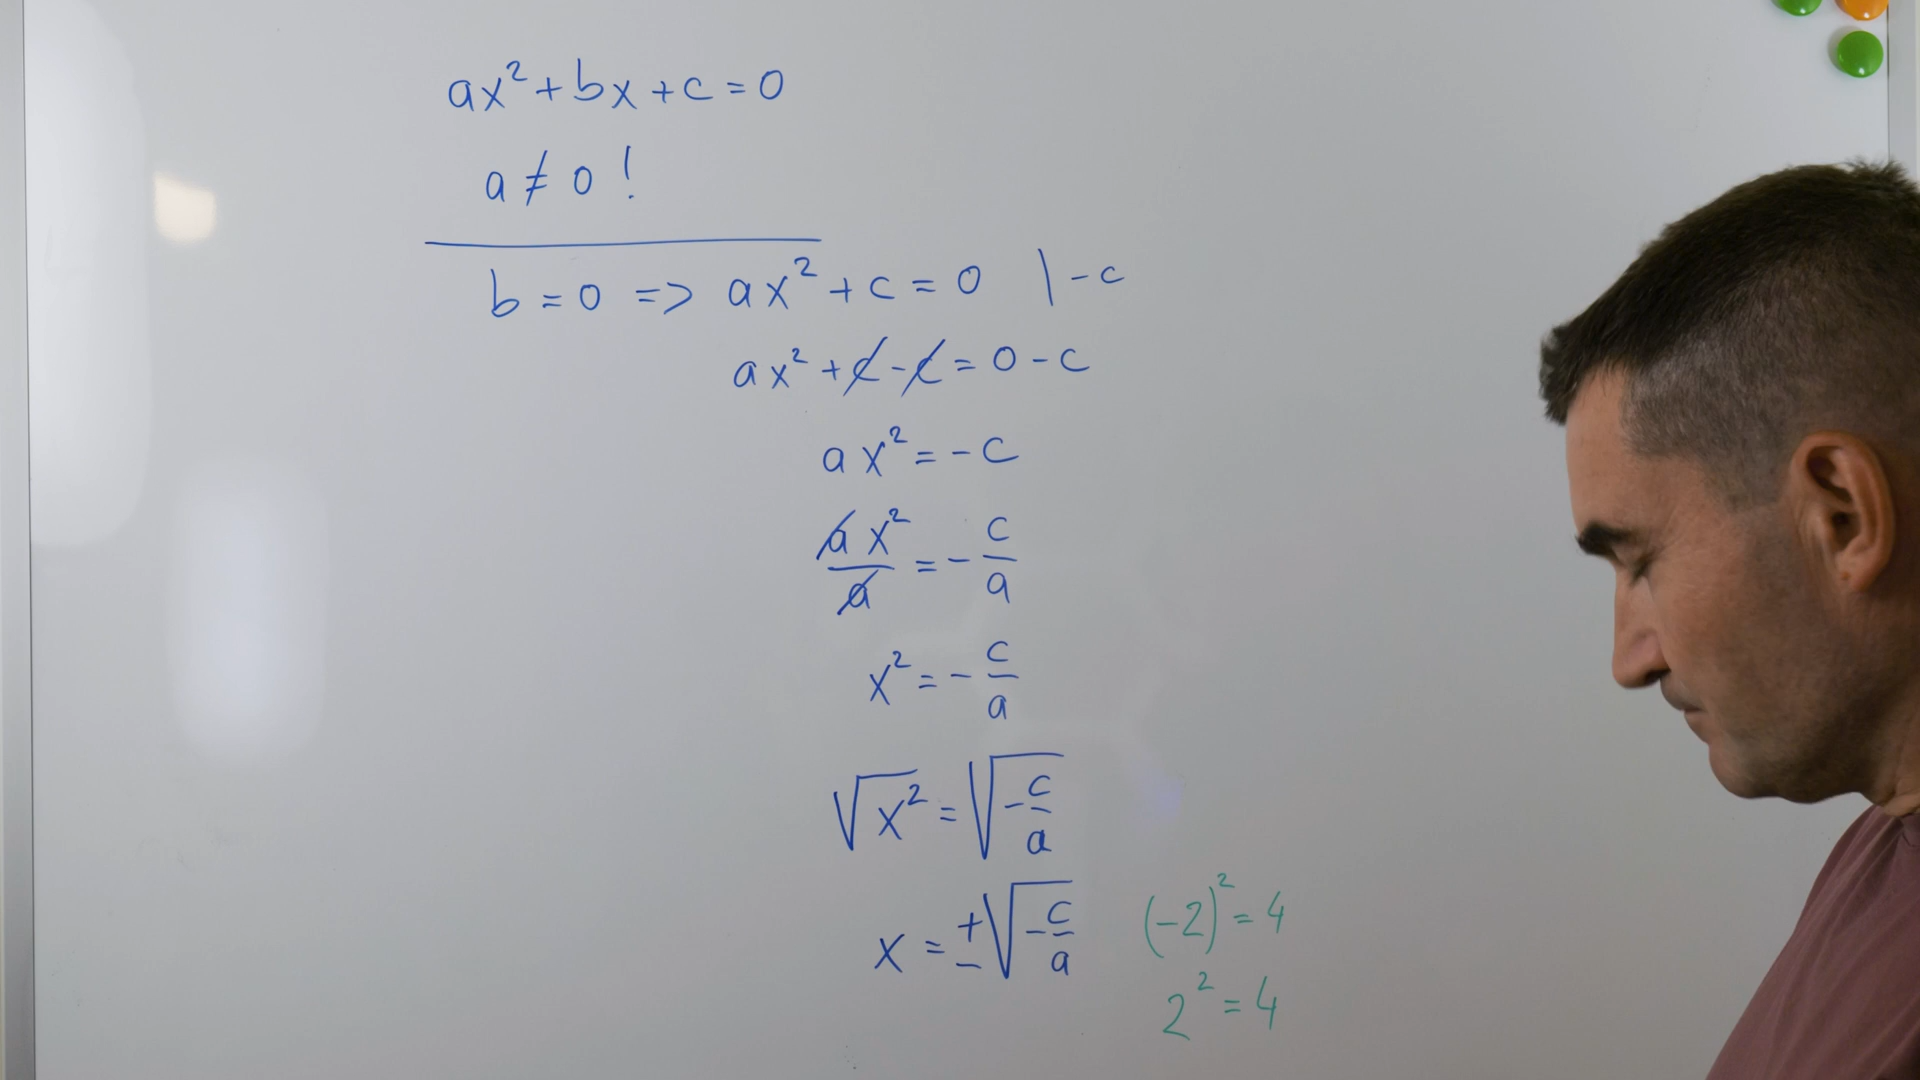 ax²+bx+c=0
a≠0!
b=0 => ax²+c=0 |-c
ax²+c-c=0-c
ax²=-c
ax²/a=-c/a
x²=-c/a
√x²=√-c/a
x=±√-c/a
(-2)²=4
2²=4